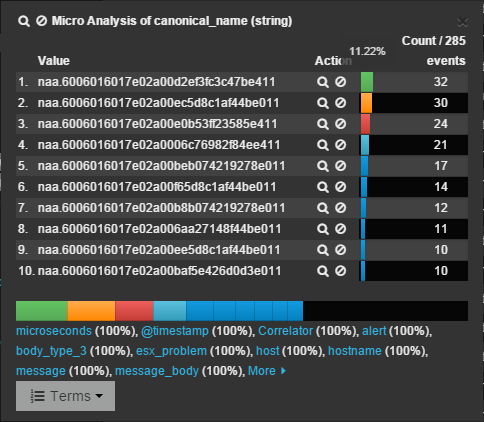 Micro Analysis of canonical_name (string)
Value Action 11.22% Count / 285 events
1. naa.6006016017e02a00d2ef3fc3c47be411 32
2. naa.6006016017e02a00ec5d8c1af44be011 30
3. naa.6006016017e02a00e0b53ff23585e411 24
4. naa.6006016017e02a0006c76982f84ee411 21
5. naa.6006016017e02a00beb074219278e011 17
6. naa.6006016017e02a00f65d8c1af44be011 14
7. naa.6006016017e02a00b8b074219278e011 12
8. naa.6006016017e02a006aa27148f44be011 11
9. naa.6006016017e02a00ee5d8c1af44be011 10
10. naa.6006016017e02a00baf5e426d0d3e011 10
microseconds (100%), @timestamp (100%), Correlator (100%), alert (100%),
body_type_3 (100%), esx_problem (100%), host (100%), hostname (100%),
message (100%), message_body (100%), More
Terms